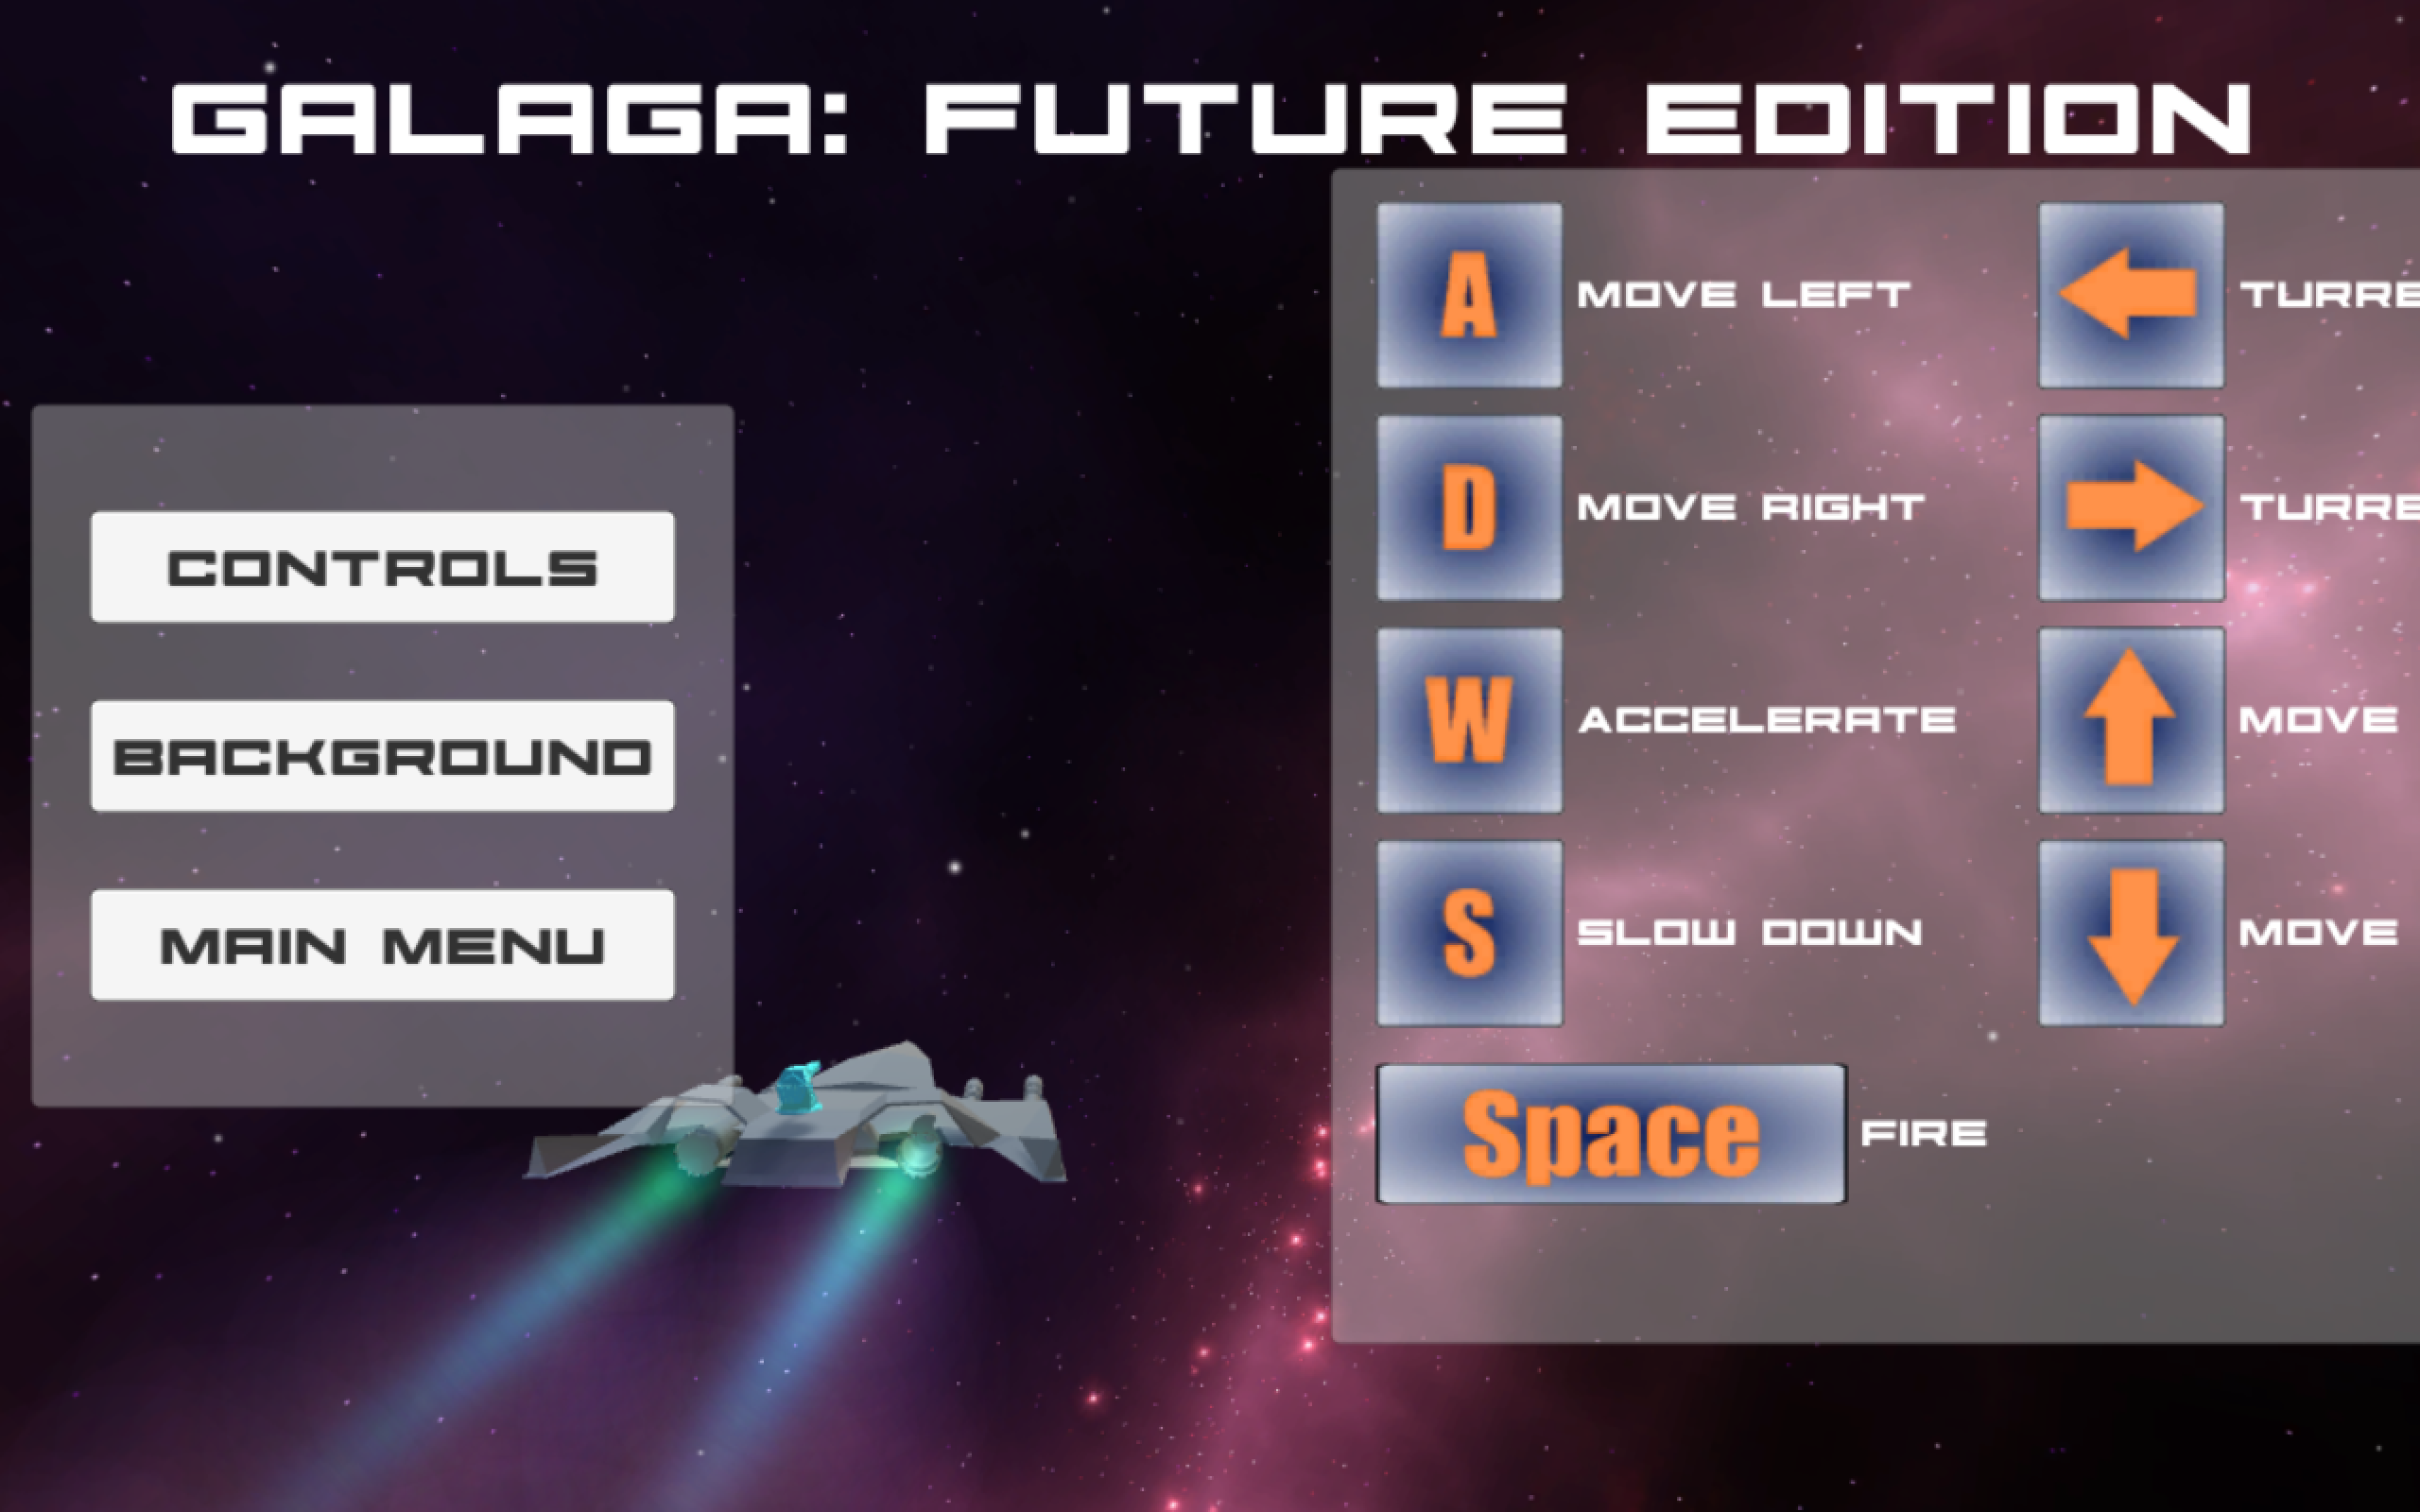 GALAGA: FUTURE EDITION
CONTROLS
BACKGROUND
MAIN MENU
A MOVE LEFT
D MOVE RIGHT
W ACCELERATE
S SLOW DOWN
Space FIRE
MOVE
MOVE